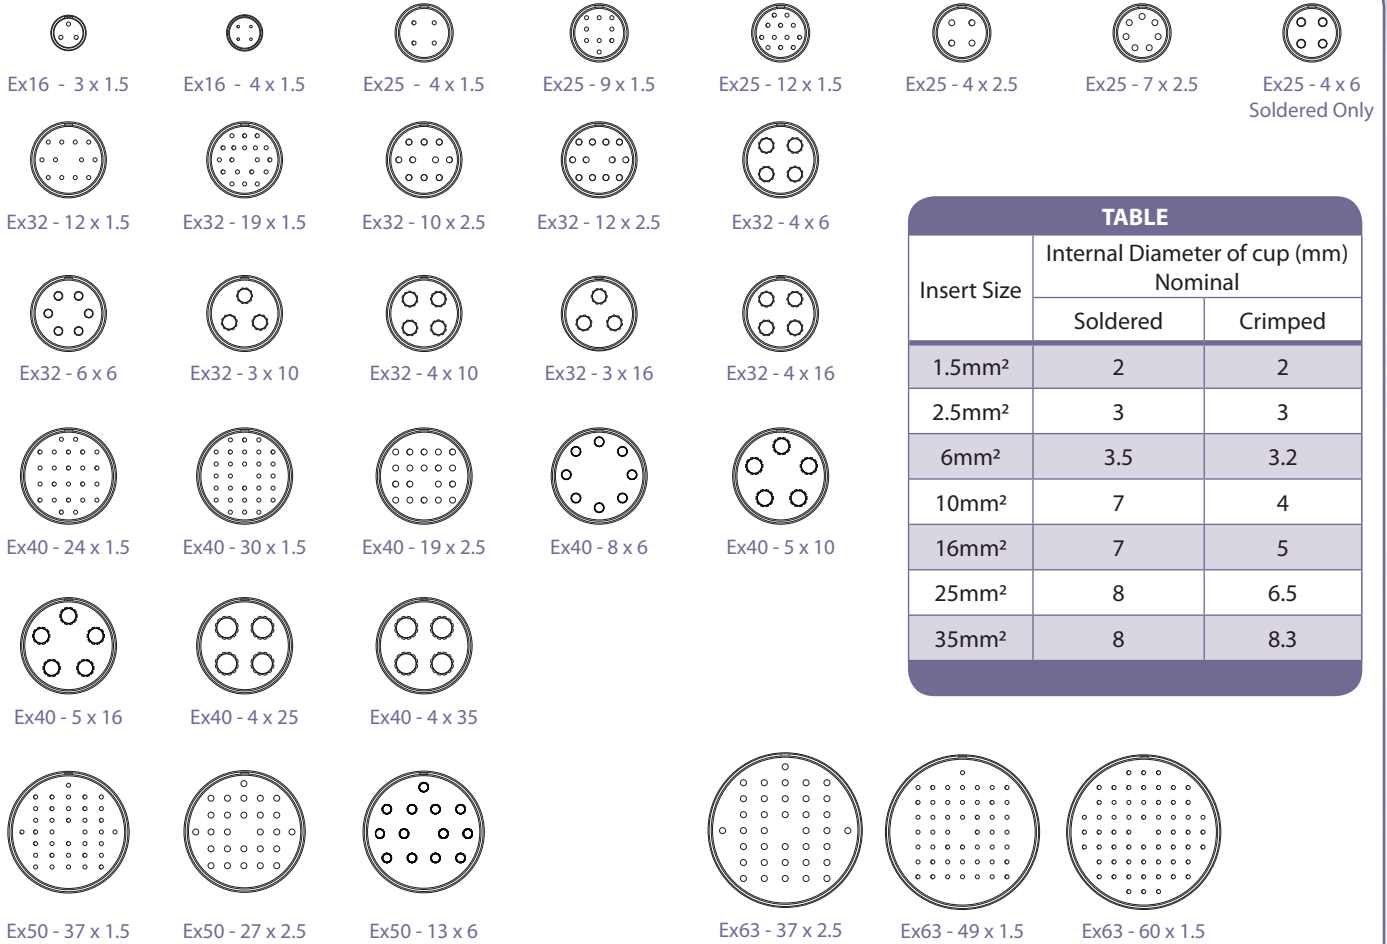 Ex16 - 3 x 1.5
Ex16 - 4 x 1.5
Ex25 - 4 x 1.5
Ex25 - 9 x 1.5
Ex25 - 12 x 1.5
Ex25 - 4 x 2.5
Ex25 - 7 x 2.5
Ex25 - 4 x 6
Soldered Only
Ex32 - 12 x 1.5
Ex32 - 19 x 1.5
Ex32 - 10 x 2.5
Ex32 - 12 x 2.5
Ex32 - 4 x 6
Ex32 - 6 x 6
Ex32 - 3 x 10
Ex32 - 4 x 10
Ex32 - 3 x 16
Ex32 - 4 x 16
Ex40 - 24 x 1.5
Ex40 - 30 x 1.5
Ex40 - 19 x 2.5
Ex40 - 8 x 6
Ex40 - 5 x 10
Ex40 - 5 x 16
Ex40 - 4 x 25
Ex40 - 4 x 35
Ex50 - 37 x 1.5
Ex50 - 27 x 2.5
Ex50 - 13 x 6
Ex63 - 37 x 2.5
Ex63 - 49 x 1.5
Ex63 - 60 x 1.5
TABLE
Insert Size
Internal Diameter of cup (mm)
Nominal
Soldered Crimped
1.5mm² 2 2
2.5mm² 3 3
6mm² 3.5 3.2
10mm² 7 4
16mm² 7 5
25mm² 8 6.5
35mm² 8 8.3